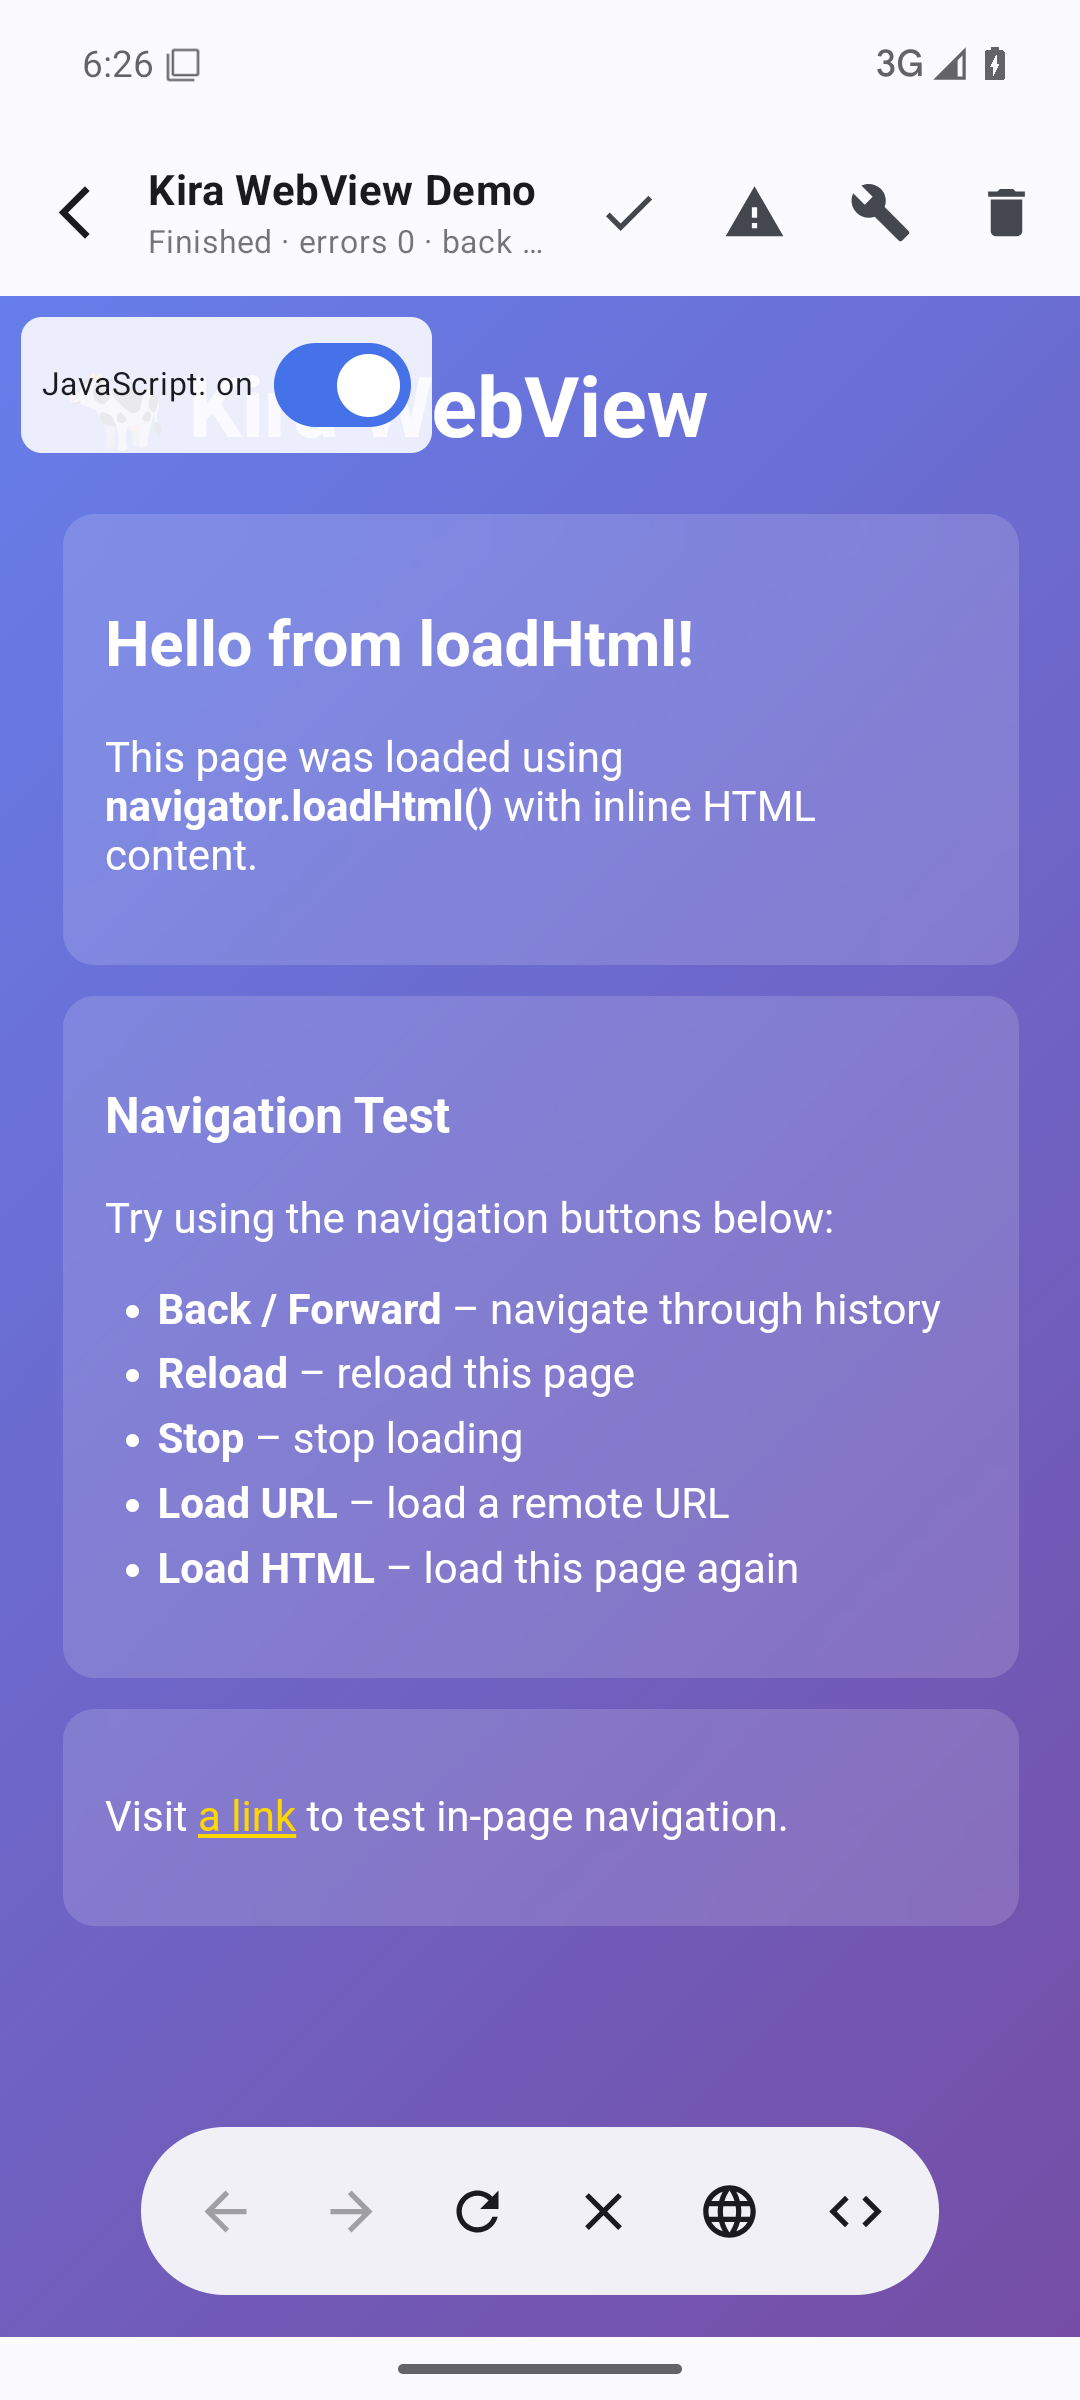 6:26
3G
Kira WebView Demo
Finished · errors 0 · back ...
JavaScript: on
Kira WebView
Hello from loadHtml!
This page was loaded using
navigator.loadHtml() with inline HTML
content.
Navigation Test
Try using the navigation buttons below:
• Back / Forward – navigate through history
• Reload – reload this page
• Stop – stop loading
• Load URL – load a remote URL
• Load HTML – load this page again
Visit a link to test in-page navigation.